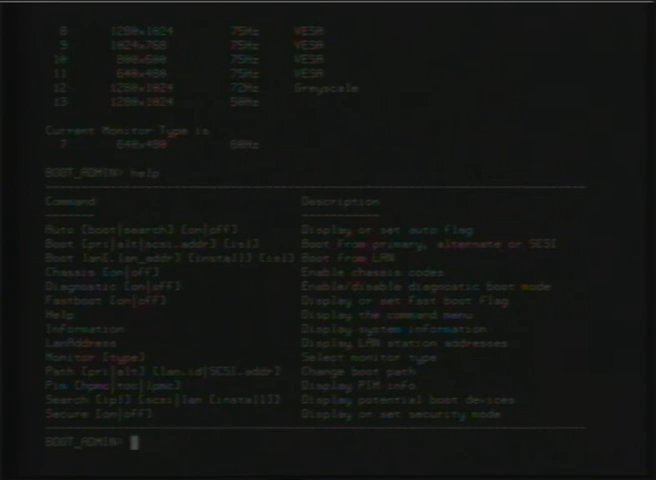 8 1280x1024 75Hz VESA
9 1024x768 75Hz VESA
10 800x600 75Hz VESA
11 640x480 75Hz VESA
12 1280x1024 72Hz Greyscale
13 1280x1024 50Hz
Current Monitor Type is
7 640x480 60Hz
BOOT_ADMIN> help
Command Description
------- -----------
Auto [boot|search] [on|off] Display or set auto flag
Boot [pri|alt|scsi.addr] [isl] Boot from primary, alternate or SCSI
Boot lan[.lan_addr] [install] [isl] Boot from LAN
Chassis [on|off] Enable chassis codes
Diagnostic [on|off] Enable/disable diagnostic boot mode
Fastboot [on|off] Display or set fast boot flag
Help Display the command menu
Information Display system information
LanAddress Display LAN station addresses
Monitor [type] Select monitor type
Path [pri|alt] [lan.id|SCSI.addr] Change boot path
Pim [hpmc|toc|lpmc] Display PIM info
Search [ipl] [scsi|lan [install]] Display potential boot devices
Secure [on|off] Display or set security mode
BOOT_ADMIN>